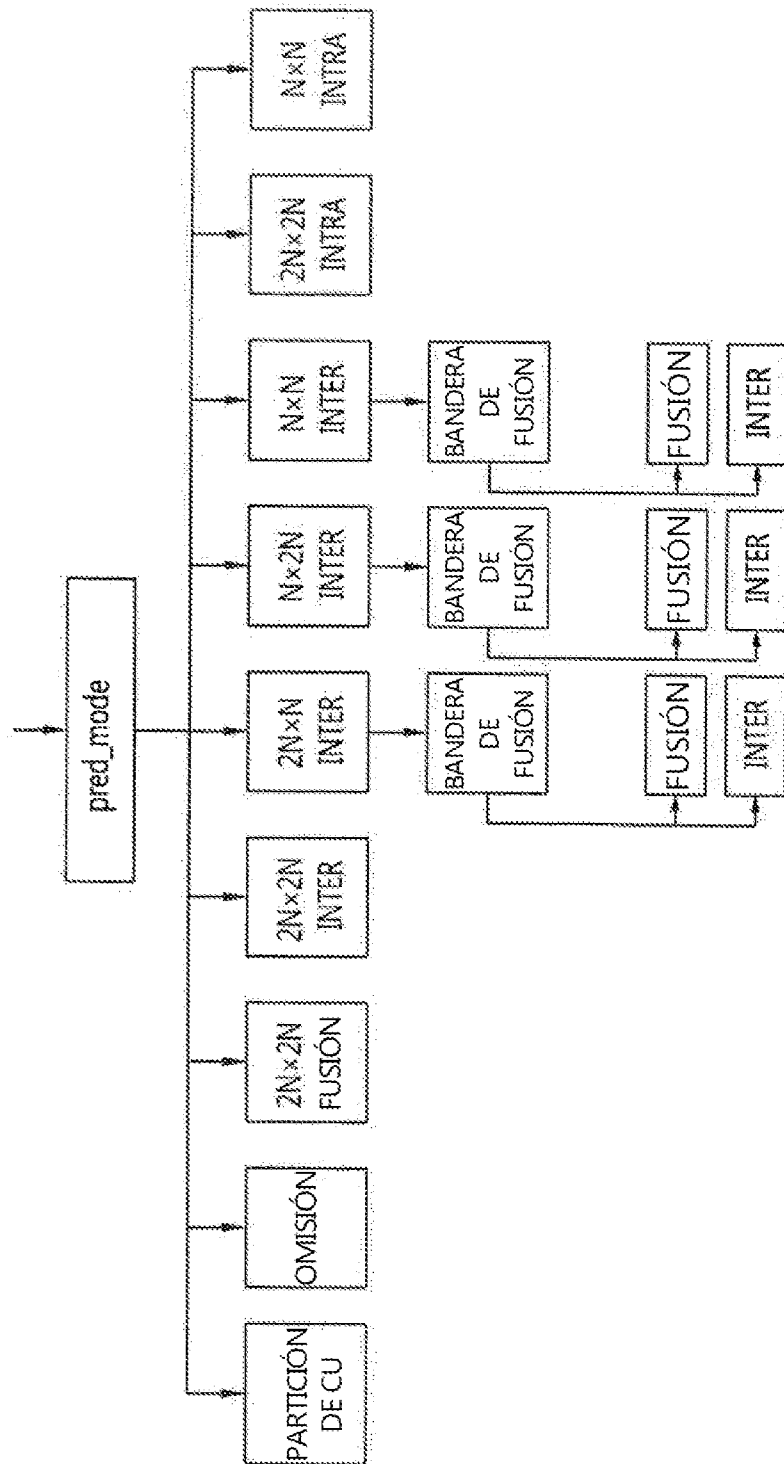 pred_mode
PARTICIÓN
DE CU
OMISIÓN
2N×2N
FUSIÓN
2N×2N
INTER
2N×N
INTER
N×2N
INTER
N×N
INTER
2N×2N
INTRA
N×N
INTRA
BANDERA
DE
FUSIÓN
BANDERA
DE
FUSIÓN
BANDERA
DE
FUSIÓN
FUSIÓN
INTER
FUSIÓN
INTER
FUSIÓN
INTER